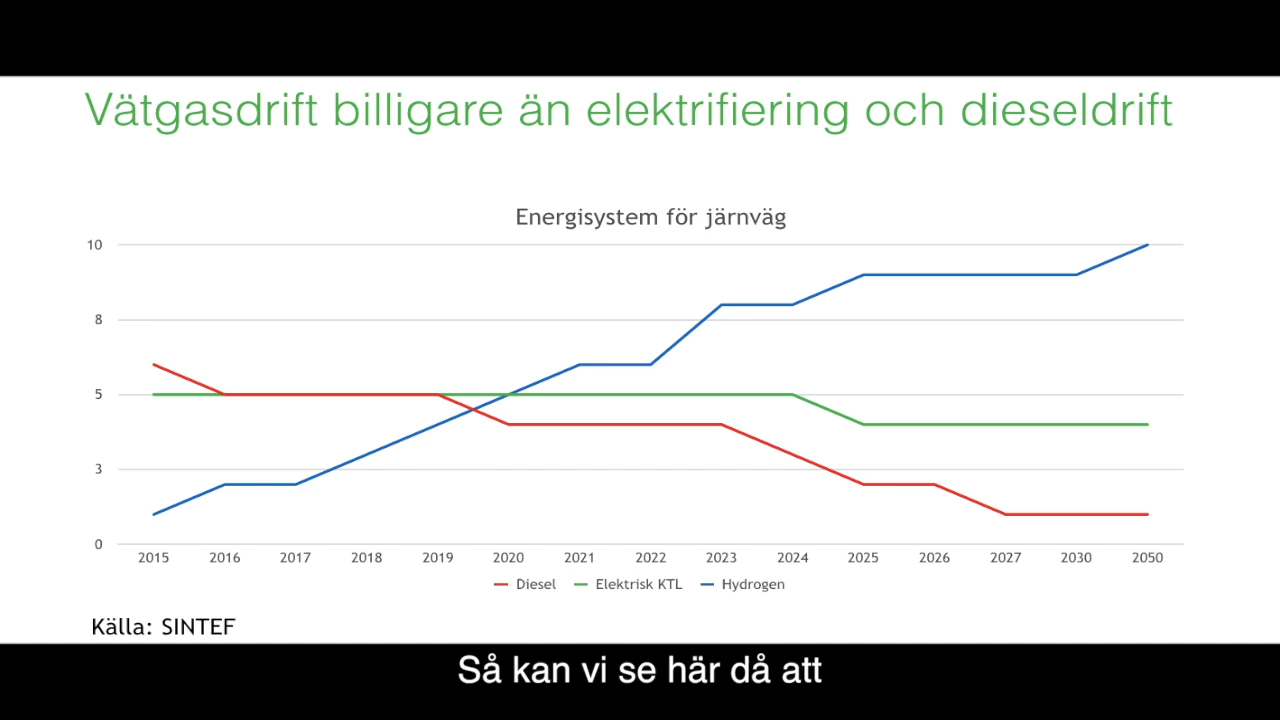 Vätgasdrift billigare än elektrifiering och dieseldrift
Energisystem för järnväg
10
8
5
3
0
2015 2016 2017 2018 2019 2020 2021 2022 2023 2024 2025 2026 2027 2030 2050
Diesel Elektrisk KTL Hydrogen
Källa: SINTEF
Så kan vi se här då att